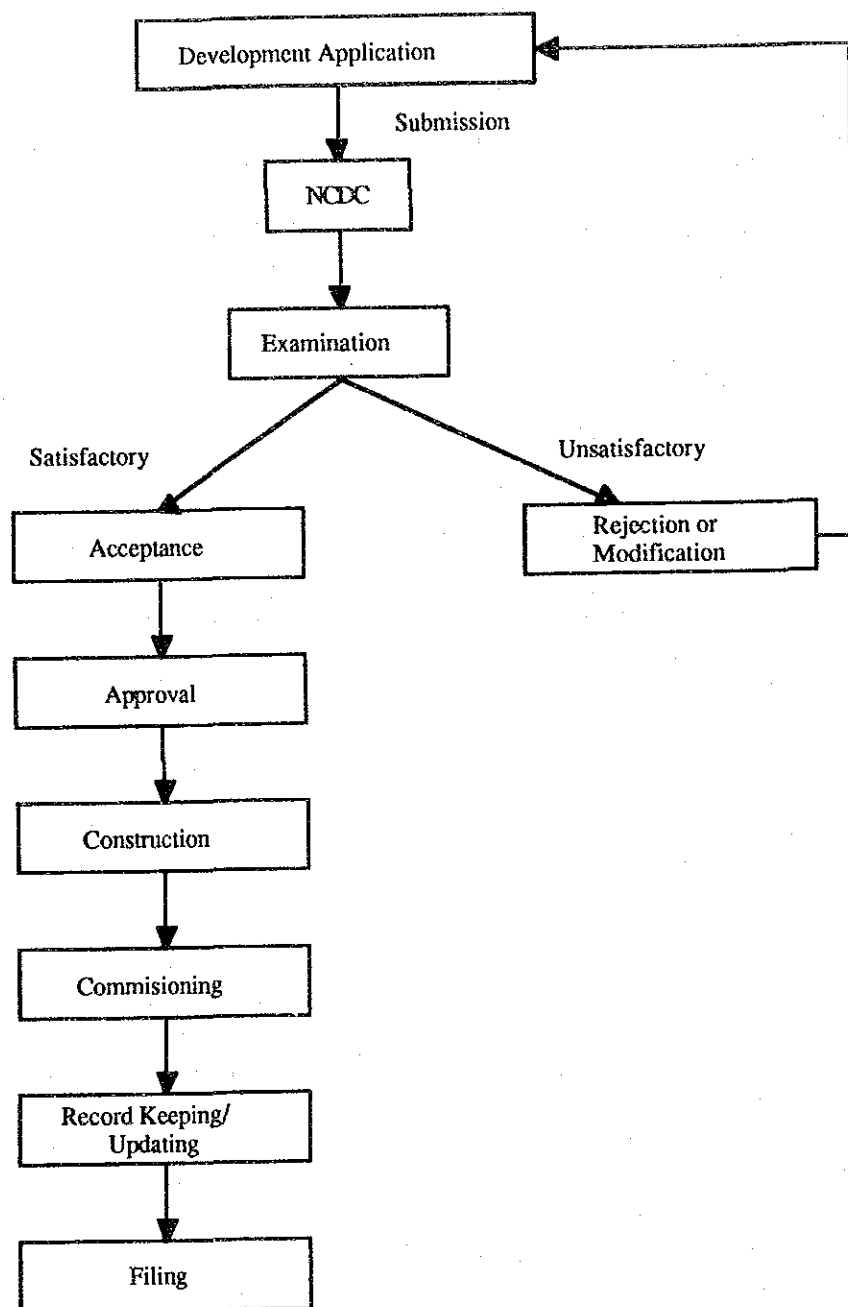 Development Application
Submission
NCDC
Examination
Satisfactory
Unsatisfactory
Acceptance
Rejection or
Modification
Approval
Construction
Commisioning
Record Keeping/
Updating
Filing